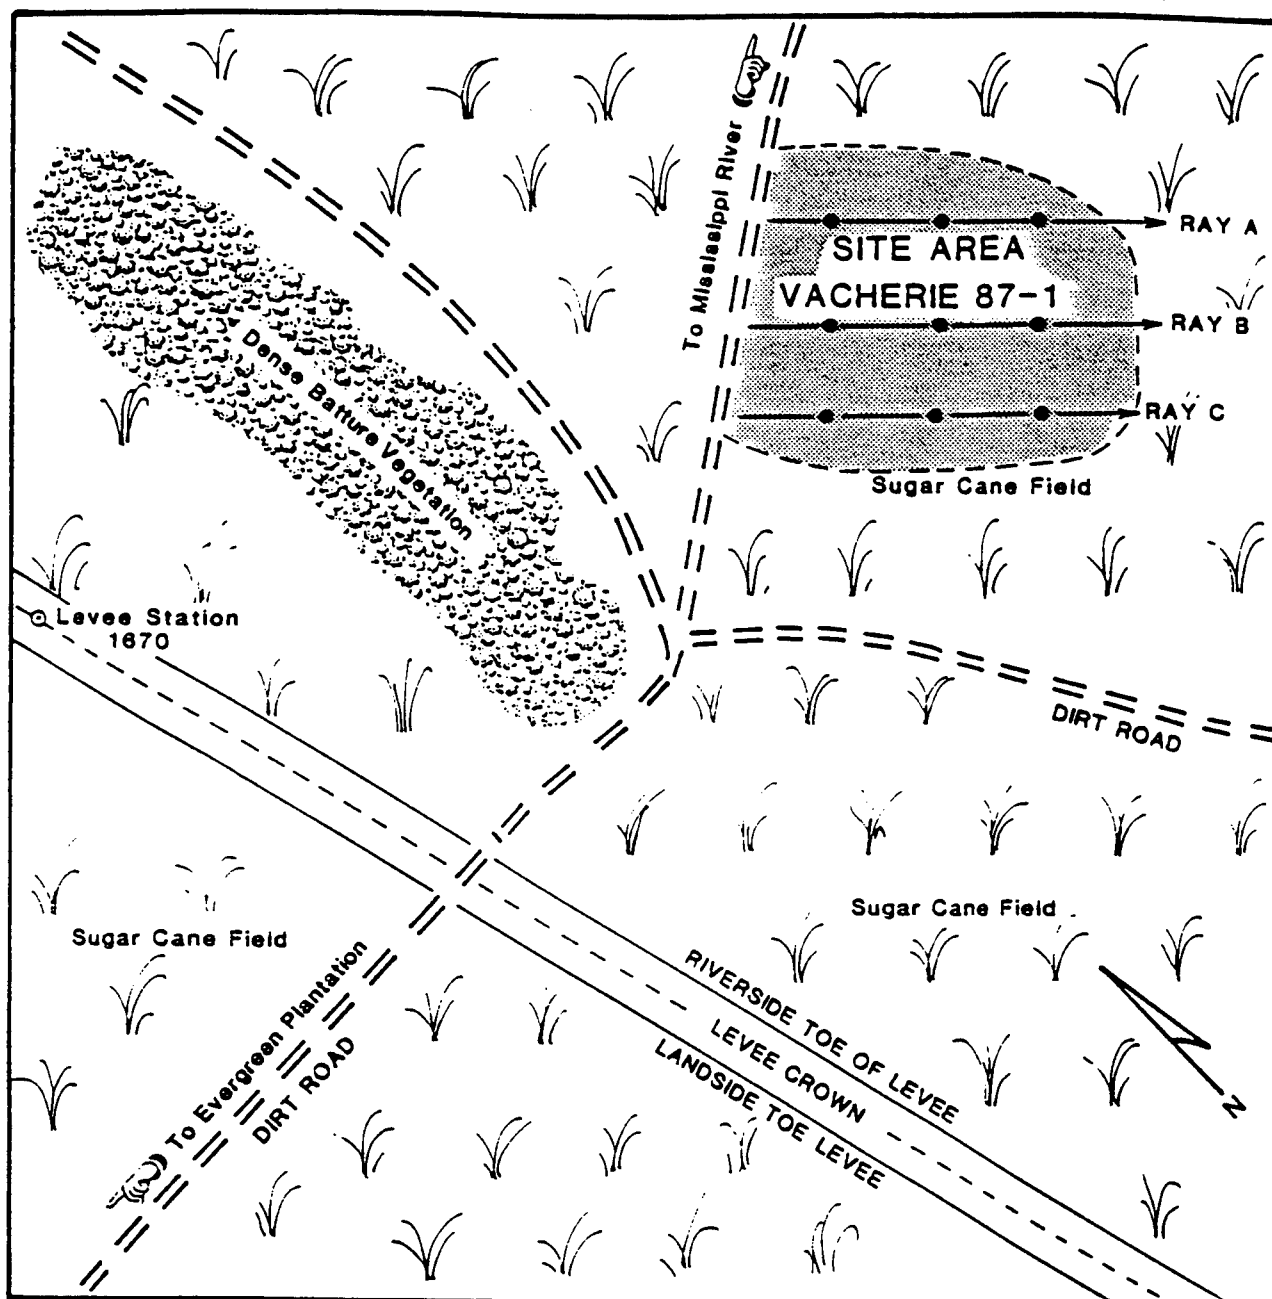 To Mississippi River
RAY A
SITE AREA
VACHERIE 87-1
RAY B
RAY C
Sugar Cane Field
Dense Batture Vegetation
Levee Station
1670
DIRT ROAD
Sugar Cane Field
Sugar Cane Field
To Evergreen Plantation
DIRT ROAD
RIVERSIDE TOE OF LEVEE
LEVEE CROWN
LANDSIDE TOE LEVEE
N